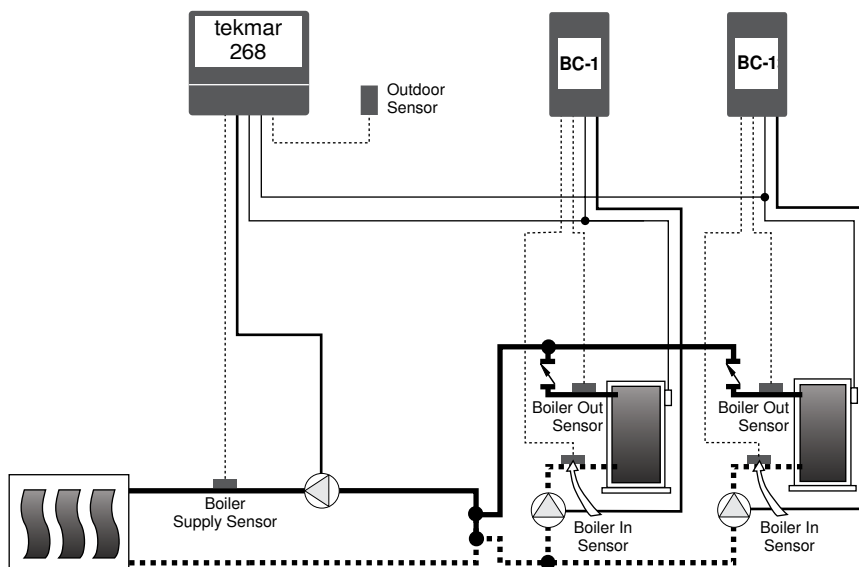 tekmar
268
Outdoor
Sensor
BC-1
BC-1
Boiler Out
Sensor
Boiler Out
Sensor
Boiler
Supply Sensor
Boiler In
Sensor
Boiler In
Sensor